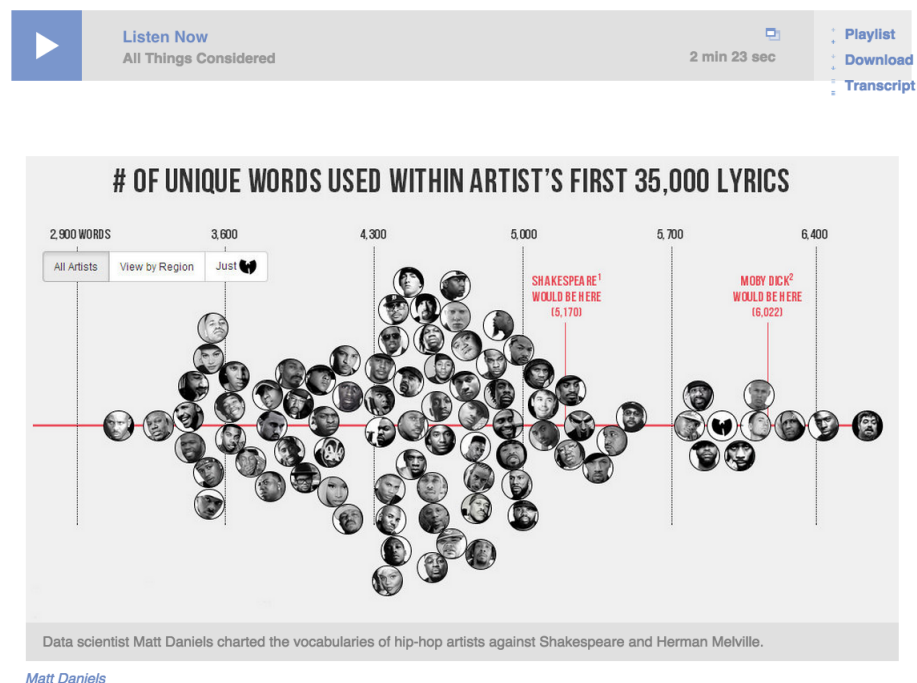 Listen Now
All Things Considered
2 min 23 sec
Playlist
Download
Transcript
# OF UNIQUE WORDS USED WITHIN ARTIST'S FIRST 35,000 LYRICS
2,900 WORDS 3,600 4,300 5,000 5,700 6,400
All Artists View by Region Just
SHAKESPEARE1
WOULD BE HERE
(5,170)
MOBY DICK2
WOULD BE HERE
(6,022)
Data scientist Matt Daniels charted the vocabularies of hip-hop artists against Shakespeare and Herman Melville.
Matt Daniels